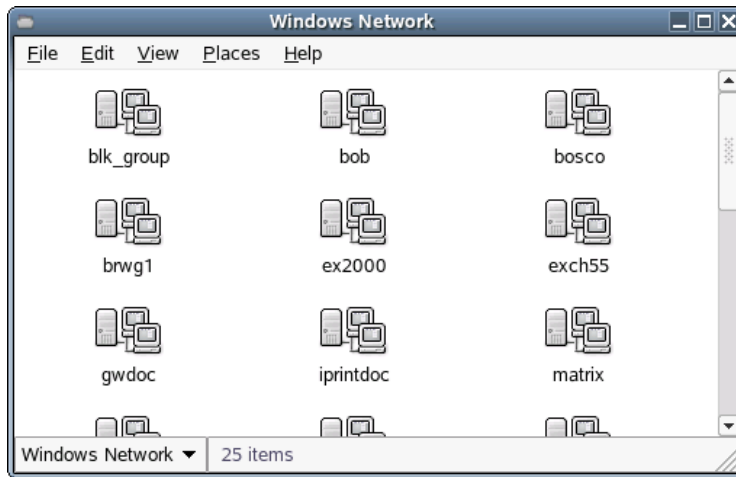 Windows Network
File Edit View Places Help
blk_group bob bosco
brwg1 ex2000 exch55
gwdoc iprintdoc matrix
Windows Network 25 items